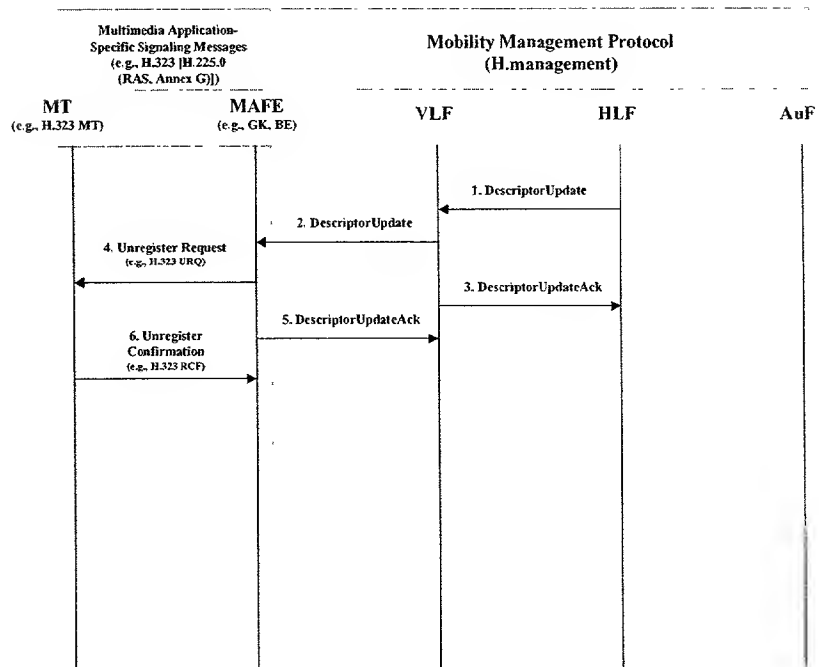 Multimedia Application-
Specific Signaling Messages
(e.g., H.323 [H.225.0
(RAS, Annex G)])
Mobility Management Protocol
(H.management)
MT
(e.g., H.323 MT)
MAFE
(e.g., GK, BE)
VLF
HLF
AuF
1. DescriptorUpdate
2. DescriptorUpdate
4. Unregister Request
(e.g., H.323 URQ)
3. DescriptorUpdateAck
5. DescriptorUpdateAck
6. Unregister
Confirmation
(e.g., H.323 RCF)